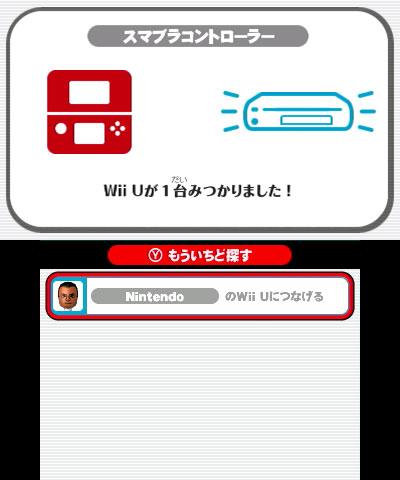 スマブラコントローラー
だい
Wii Uが１台みつかりました！
Ⓨ もういちど探す
Nintendo のWii Uにつなげる